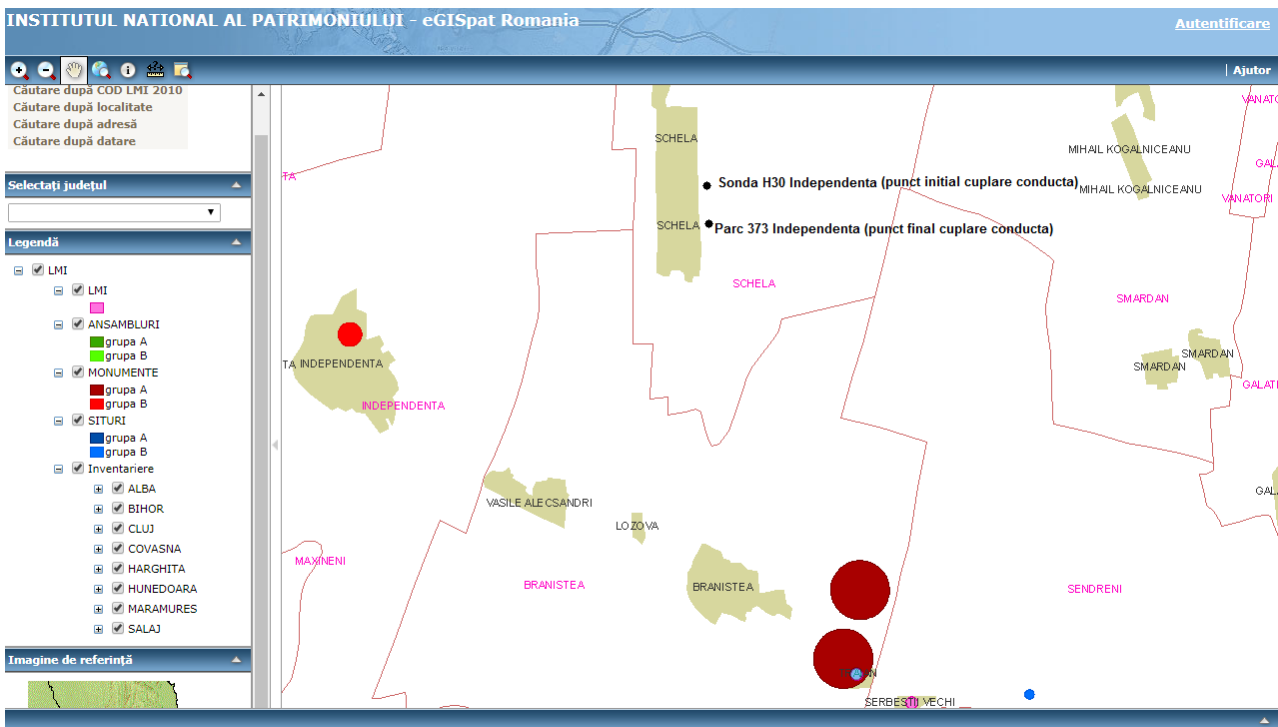 INSTITUTUL NATIONAL AL PATRIMONIULUI - eGISpat Romania
Autentificare
Ajutor
Căutare după COD LMI 2010
Căutare după localitate
Căutare după adresă
Căutare după datare
Selectați județul
Legendă
LMI
LMI
ANSAMBLURI
grupa A
grupa B
MONUMENTE
grupa A
grupa B
SITURI
grupa A
grupa B
Inventariere
ALBA
BIHOR
CLUJ
COVASNA
HARGHITA
HUNEDOARA
MARAMURES
SALAJ
Imagine de referință
SCHELA
MIHAIL KOGALNICEANU
TA
Sonda H30 Independenta (punct initial cuplare conducta)
MIHAIL KOGALNICEANU
VANATORI
SCHELA
Parc 373 Independenta (punct final cuplare conducta)
SCHELA
SMARDAN
TA INDEPENDENTA
SMARDAN
SMARDAN
GALATI
INDEPENDENTA
VASILE ALECSANDRI
LOZOVA
MAXINENI
BRANISTEA
BRANISTEA
SENDRENI
SERBESTII VECHI